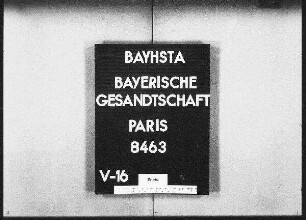 BAYHSTA
BAYERISCHE
GESANDTSCHAFT
PARIS
8463
V-16